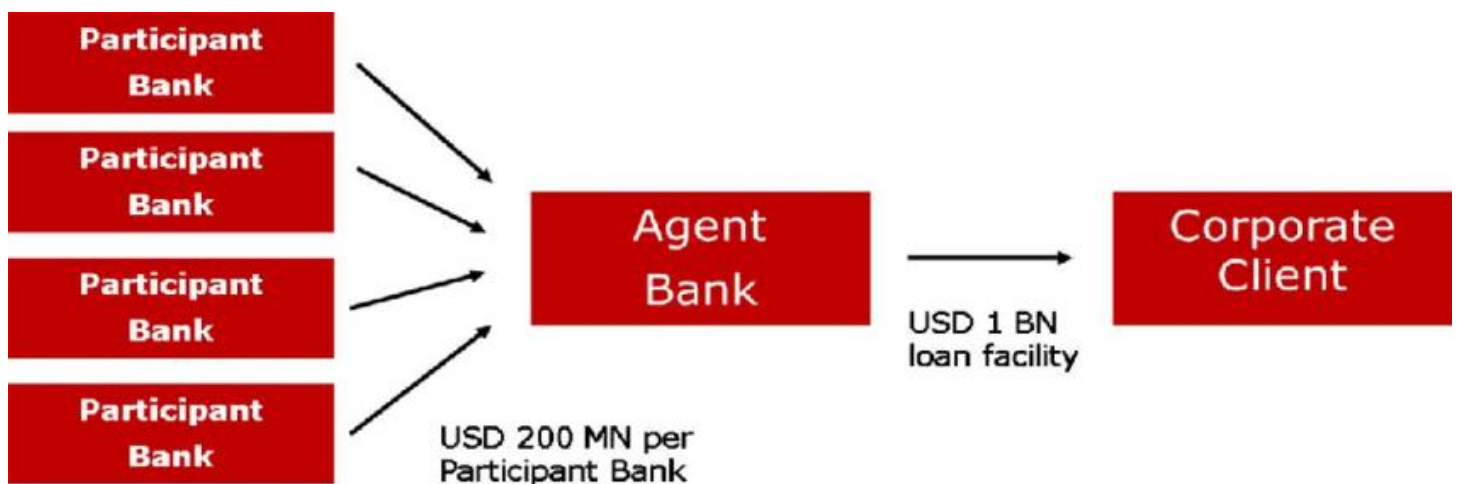 Participant
Bank
Participant
Bank
Participant
Bank
Participant
Bank
USD 200 MN per
Participant Bank
Agent
Bank
USD 1 BN
loan facility
Corporate
Client